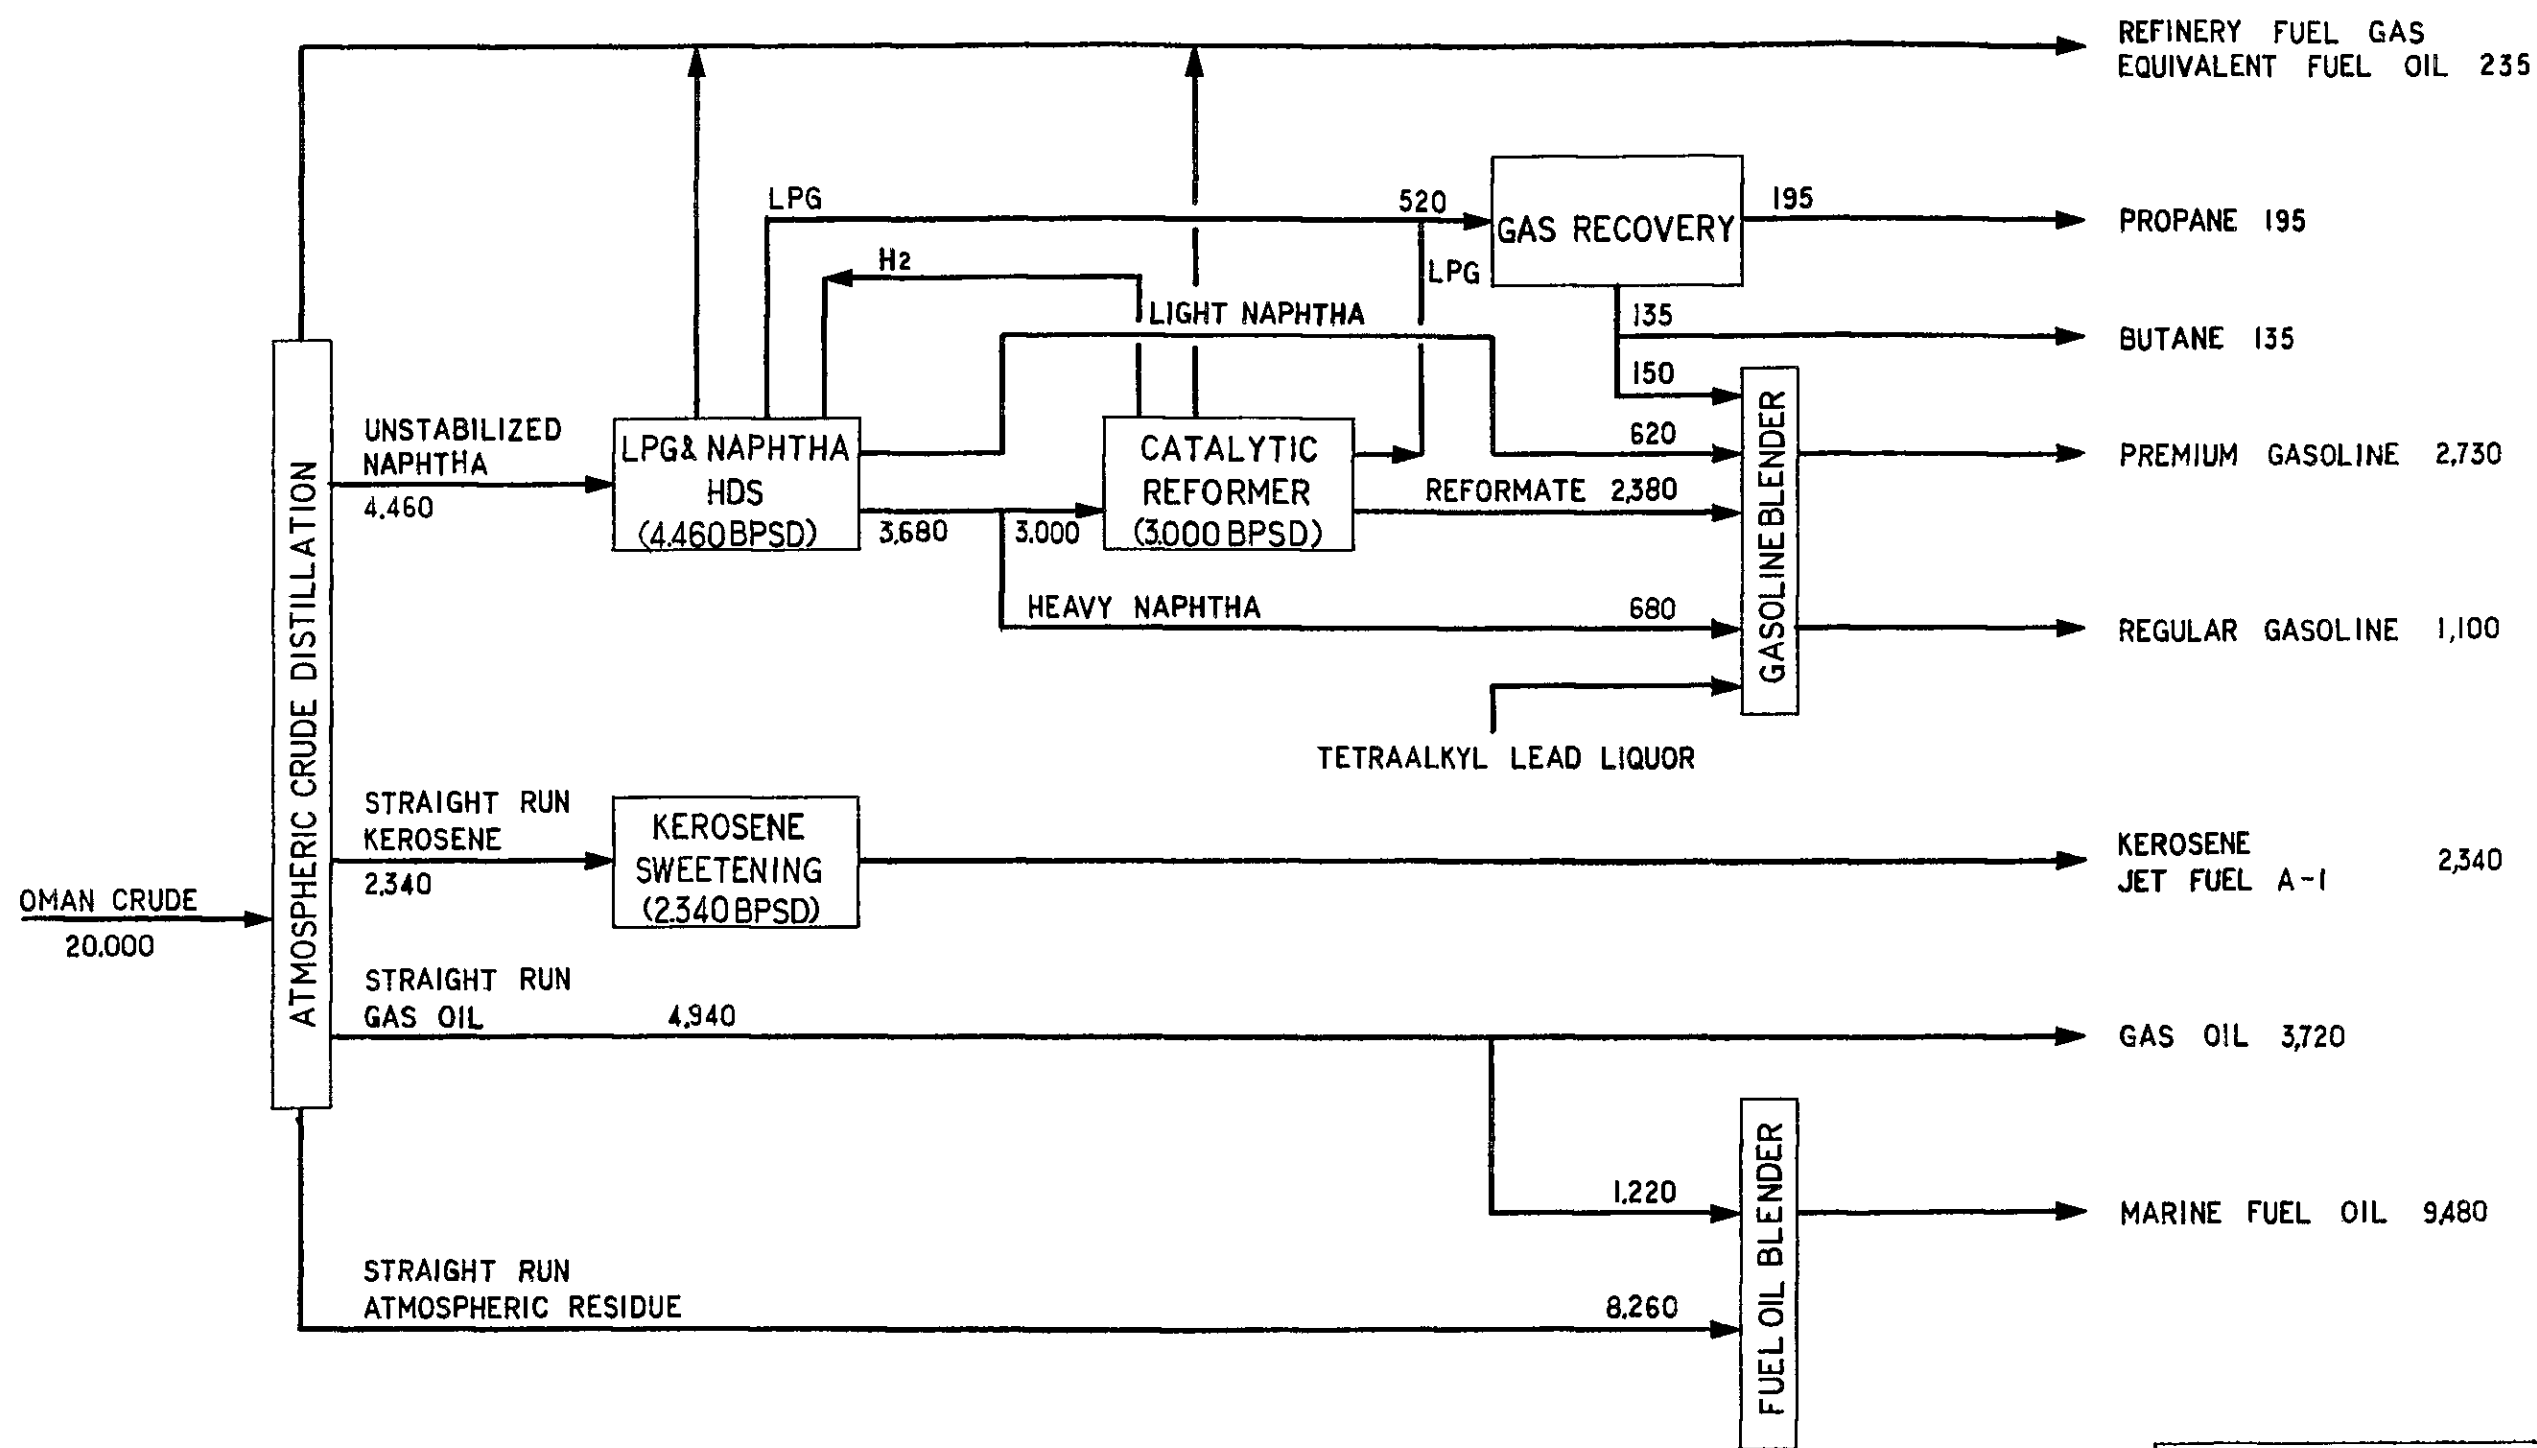 REFINERY FUEL GAS
EQUIVALENT FUEL OIL 235
LPG
520
GAS RECOVERY
195
PROPANE 195
H2
LPG
LIGHT NAPHTHA
135
BUTANE 135
150
UNSTABILIZED
NAPHTHA
4.460
LPG & NAPHTHA
HDS
(4.460 BPSD)
3,680
3.000
CATALYTIC
REFORMER
(3.000 BPSD)
620
REFORMATE 2,380
GASOLINE BLENDER
PREMIUM GASOLINE 2,730
HEAVY NAPHTHA
680
REGULAR GASOLINE 1,100
TETRAALKYL LEAD LIQUOR
ATMOSPHERIC CRUDE DISTILLATION
STRAIGHT RUN
KEROSENE
2,340
KEROSENE
SWEETENING
(2.340 BPSD)
KEROSENE
JET FUEL A-1
2,340
OMAN CRUDE
20.000
STRAIGHT RUN
GAS OIL
4,940
GAS OIL 3,720
1,220
FUEL OIL BLENDER
MARINE FUEL OIL 9,480
STRAIGHT RUN
ATMOSPHERIC RESIDUE
8,260